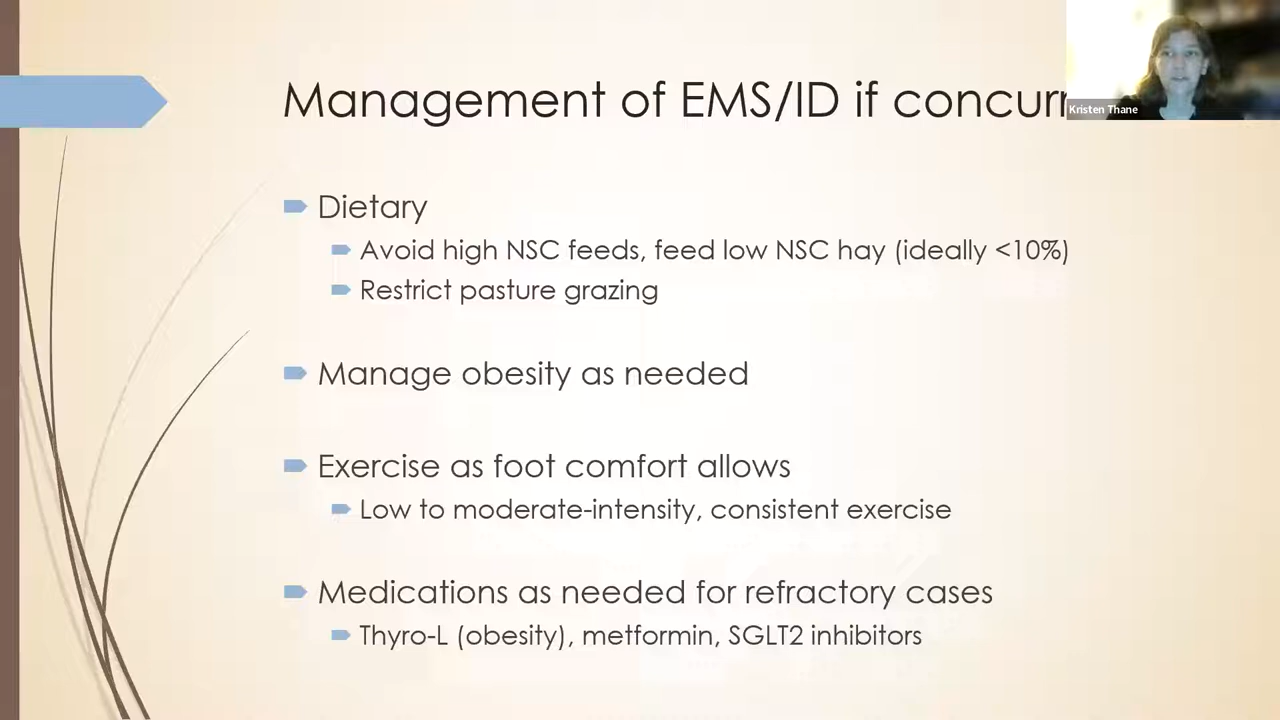 Management of EMS/ID if
Kristen Thane
Dietary
Avoid high NSC feeds, feed low NSC hay (ideally <10%)
Restrict pasture grazing
Manage obesity as needed
Exercise as foot comfort allows
Low to moderate-intensity, consistent exercise
Medications as needed for refractory cases
Thyro-L (obesity), metformin, SGLT2 inhibitors